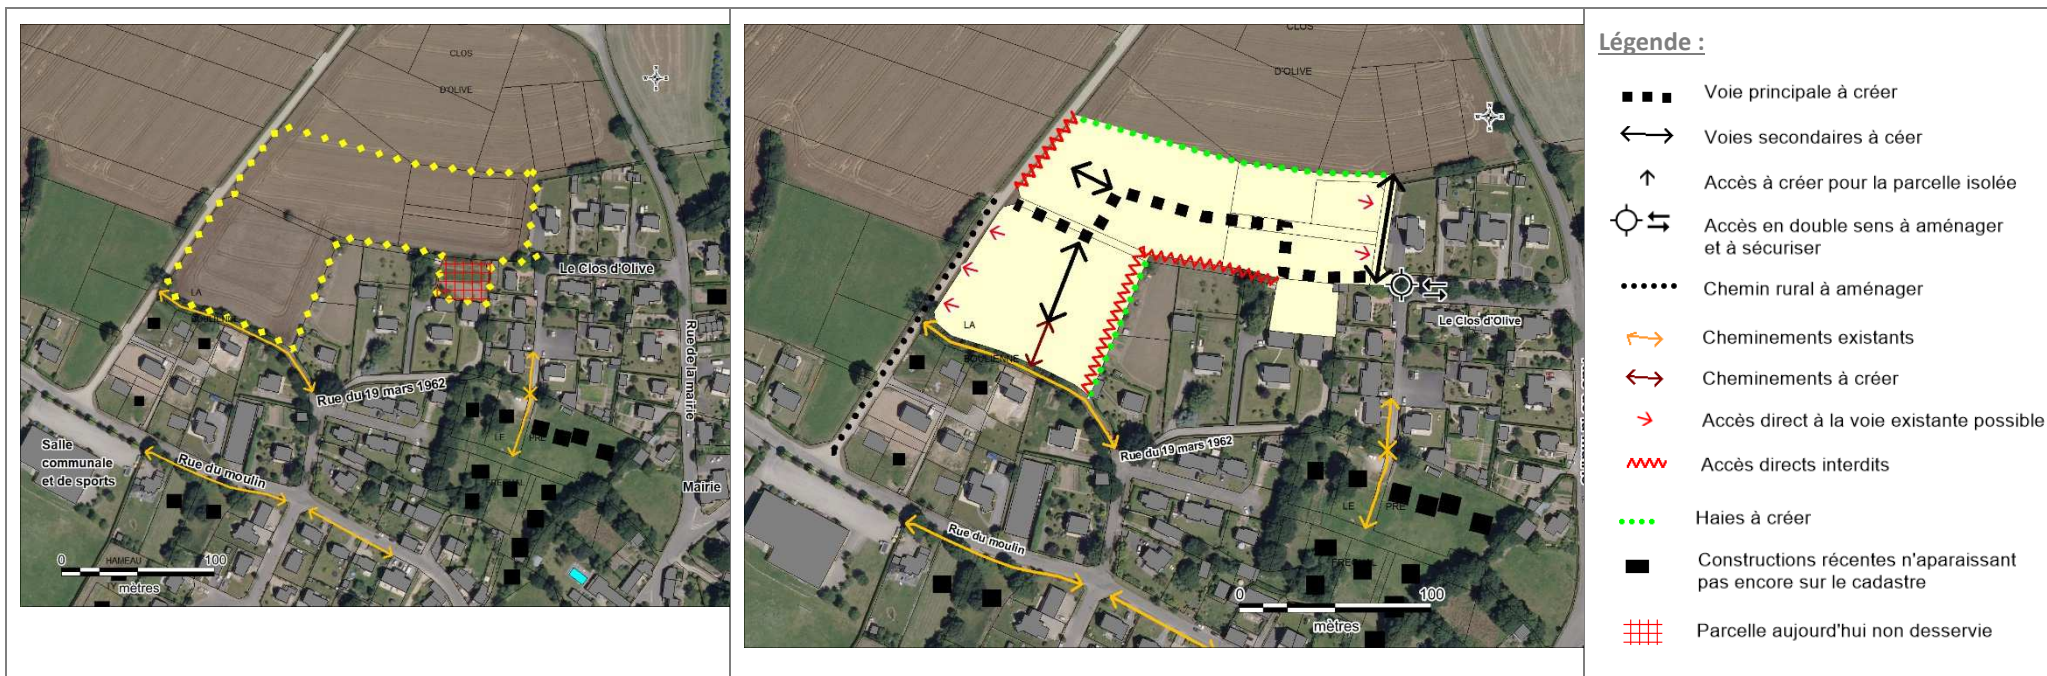 CLOS
D'OLIVE
Le Clos d'Olive
LA
Rue du 19 mars 1962
Rue de la mairie
LE PRE
Salle
communale
et de sports
Rue du moulin
Mairie
HAMEAU
0 100
mètres
CLOS
D'OLIVE
Le Clos d'Olive
LA
Rue du 19 mars 1962
LE PRE
Rue du moulin
0 100
mètres
Légende :
Voie principale à créer
Voies secondaires à céer
Accès à créer pour la parcelle isolée
Accès en double sens à aménager
et à sécuriser
Chemin rural à aménager
Cheminements existants
Cheminements à créer
Accès direct à la voie existante possible
Accès directs interdits
Haies à créer
Constructions récentes n'aparaissant
pas encore sur le cadastre
Parcelle aujourd'hui non desservie